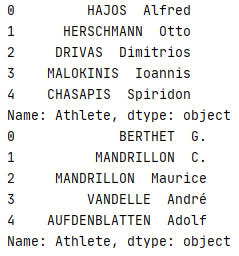 0 HAJOS Alfred
1 HERSCHMANN Otto
2 DRIVAS Dimitrios
3 MALOKINIS Ioannis
4 CHASAPIS Spiridon
Name: Athlete, dtype: object
0 BERTHET G.
1 MANDRILLON C.
2 MANDRILLON Maurice
3 VANDELLE André
4 AUFDENBLATTEN Adolf
Name: Athlete, dtype: object